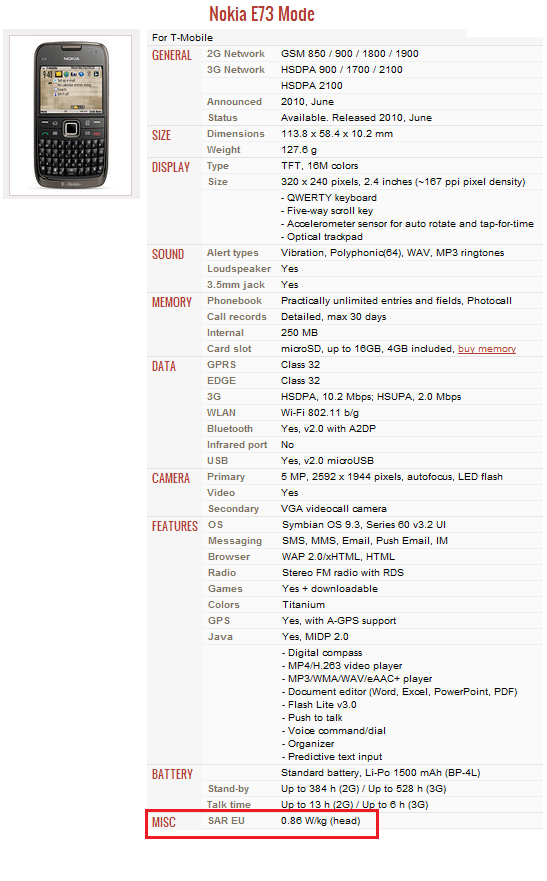 Nokia E73 Mode
For T-Mobile
NOKIA
T-Mobile
GENERAL 2G Network GSM 850 / 900 / 1800 / 1900
3G Network HSDPA 900 / 1700 / 2100
HSDPA 2100
Announced 2010, June
Status Available. Released 2010, June
SIZE Dimensions 113.8 x 58.4 x 10.2 mm
Weight 127.6 g
DISPLAY Type TFT, 16M colors
Size 320 x 240 pixels, 2.4 inches (~167 ppi pixel density)
- QWERTY keyboard
- Five-way scroll key
- Accelerometer sensor for auto rotate and tap-for-time
- Optical trackpad
SOUND Alert types Vibration, Polyphonic(64), WAV, MP3 ringtones
Loudspeaker Yes
3.5mm jack Yes
MEMORY Phonebook Practically unlimited entries and fields, Photocall
Call records Detailed, max 30 days
Internal 250 MB
Card slot microSD, up to 16GB, 4GB included, buy memory
DATA GPRS Class 32
EDGE Class 32
3G HSDPA, 10.2 Mbps; HSUPA, 2.0 Mbps
WLAN Wi-Fi 802.11 b/g
Bluetooth Yes, v2.0 with A2DP
Infrared port No
USB Yes, v2.0 microUSB
CAMERA Primary 5 MP, 2592 x 1944 pixels, autofocus, LED flash
Video Yes
Secondary VGA videocall camera
FEATURES OS Symbian OS 9.3, Series 60 v3.2 UI
Messaging SMS, MMS, Email, Push Email, IM
Browser WAP 2.0/xHTML, HTML
Radio Stereo FM radio with RDS
Games Yes + downloadable
Colors Titanium
GPS Yes, with A-GPS support
Java Yes, MIDP 2.0
- Digital compass
- MP4/H.263 video player
- MP3/WMA/WAV/eAAC+ player
- Document editor (Word, Excel, PowerPoint, PDF)
- Flash Lite v3.0
- Push to talk
- Voice command/dial
- Organizer
- Predictive text input
BATTERY Standard battery, Li-Po 1500 mAh (BP-4L)
Stand-by Up to 384 h (2G) / Up to 528 h (3G)
Talk time Up to 13 h (2G) / Up to 6 h (3G)
MISC SAR EU 0.86 W/kg (head)